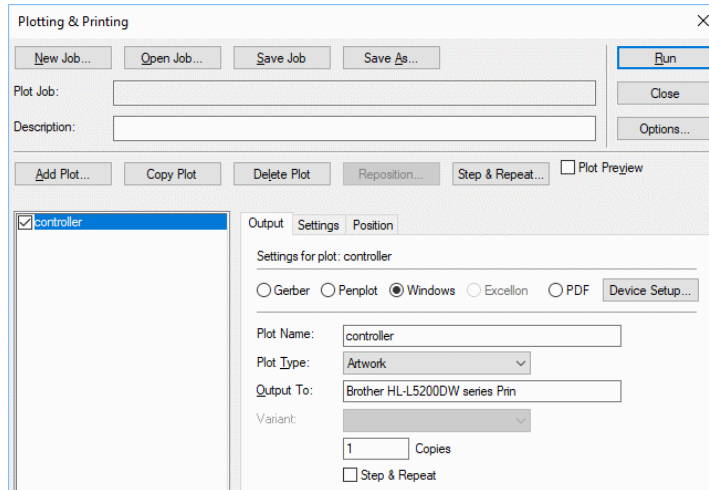 Plotting & Printing
New Job... Open Job... Save Job Save As... Run
Plot Job: Close
Description: Options...
Add Plot... Copy Plot Delete Plot Reposition... Step & Repeat... Plot Preview
controller Output Settings Position
Settings for plot: controller
Gerber Penplot Windows Excellon PDF Device Setup...
Plot Name: controller
Plot Type: Artwork
Output To: Brother HL-L5200DW series Prin
Variant:
1 Copies
Step & Repeat